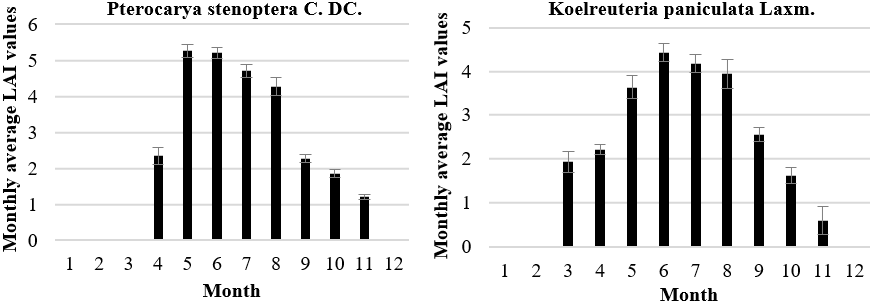 Pterocarya stenoptera C. DC.
Monthly average LAI values
6
5
4
3
2
1
0
1 2 3 4 5 6 7 8 9 10 11 12
Month
Koelreuteria paniculata Laxm.
Monthly average LAI values
5
4
3
2
1
0
1 2 3 4 5 6 7 8 9 10 11 12
Month